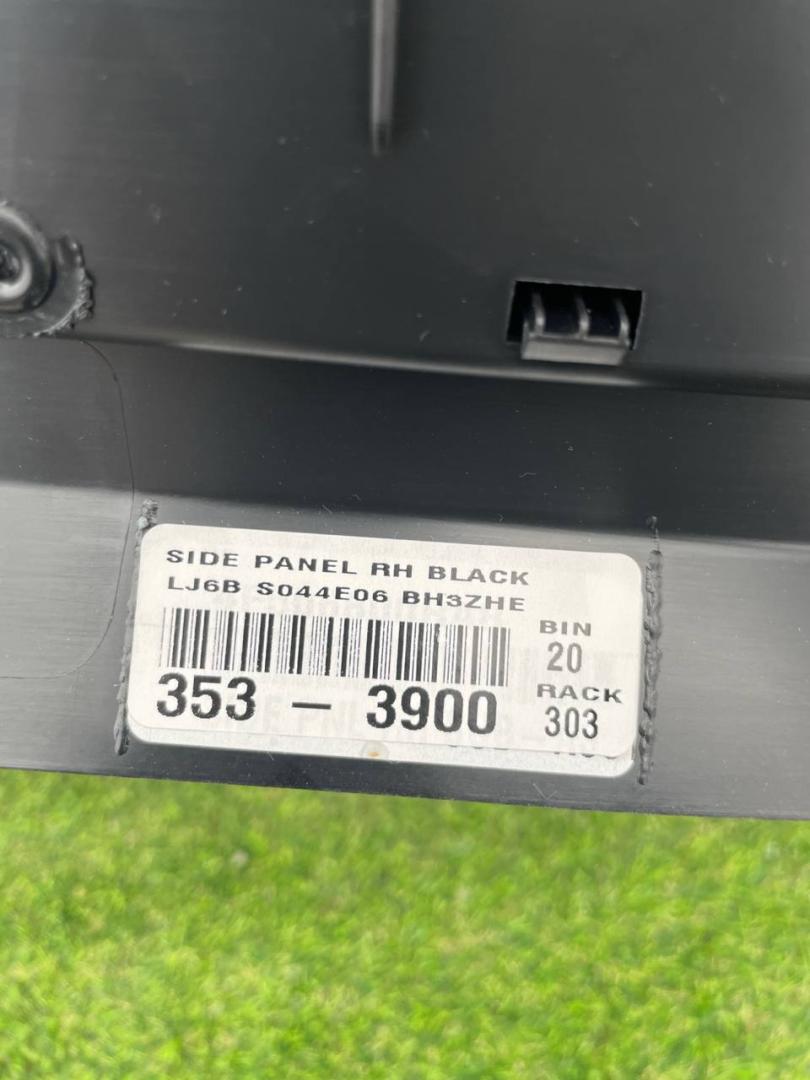 SIDE PANEL RH BLACK
LJ6B S044E06 BH3ZHE
BIN
20
RACK
353 – 3900
303